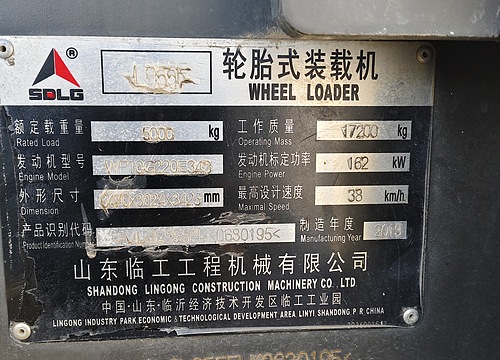 SDLG ® 轮胎式装载机
WHEEL LOADER
额定载重量 5000 kg 工作质量 17200 kg
Rated Load Operating Mass
发动机型号 发动机标定功率 162 kW
Engine Model Engine Power
外形尺寸 mm 最高设计速度 38 km/h
Dimension Maximal Speed
产品识别代码 制造年度
Product Identification Number Manufacturing Year
山东临工工程机械有限公司
SHANDONG LINGONG CONSTRUCTION MACHINERY CO., LTD.
中国·山东·临沂经济技术开发区临工工业园
LINGONG INDUSTRY PARK ECONOMIC & TECHNOLOGICAL DEVELOPMENT AREA LINYI SHANDONG P R CHINA